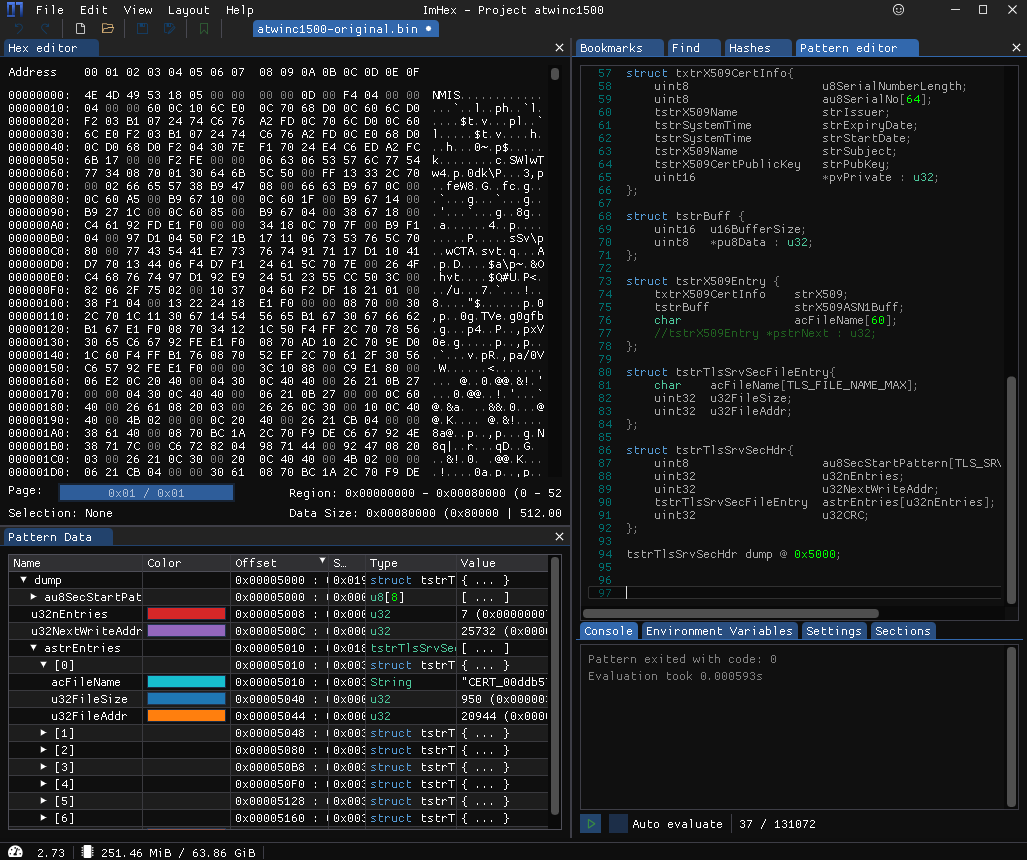 File Edit View Layout Help
ImHex - Project atwinc1500
atwinc1500-original.bin
Hex editor
Address 00 01 02 03 04 05 06 07 08 09 0A 0B 0C 0D 0E 0F
00000000: 4E 4D 49 53 18 05 00 00 00 00 0D 00 F4 04 00 00 NMIS............
00000010: 04 00 00 60 0C 10 6C E0 0C 70 68 D0 0C 60 6C D0 ...`..l..ph..`l.
00000020: F2 03 B1 07 24 74 C6 76 A2 FD 0C 70 6C D0 0C 60 ....$t.v...pl..`
00000030: 6C E0 F2 03 B1 07 24 74 C6 76 A2 FD 0C E0 68 D0 l.....$t.v....h.
00000040: 0C D0 68 D0 F2 04 30 7E F1 70 24 E4 C6 ED A2 FC ..h...0~.p$.....
00000050: 6B 17 00 00 F2 FE 00 00 06 63 06 53 57 6C 77 54 k........c.SWlwT
00000060: 77 34 08 70 01 30 64 6B 5C 50 00 FF 13 33 2C 70 w4.p.0dk\P...3,p
00000070: 00 02 66 65 57 38 B9 47 08 00 66 63 B9 67 0C 00 ..feW8.G..fc.g..
00000080: 0C 60 A5 00 B9 67 10 00 0C 60 1F 00 B9 67 14 00 .`...g...`...g..
00000090: B9 27 1C 00 0C 60 85 00 B9 67 04 00 38 67 18 00 .'...`...g..8g..
000000A0: C4 61 92 FD E1 F0 00 00 34 18 0C 70 7F 00 B9 F1 .a......4..p....
000000B0: 04 00 97 D1 04 50 F2 1B 17 11 06 73 53 76 5C 70 .....P.....sSv\p
000000C0: 80 00 77 43 54 41 E7 73 76 74 91 71 17 D1 10 41 ..wCTA.svt.q...A
000000D0: D7 70 13 44 06 F4 D7 F1 24 61 5C 70 7E 00 26 4F .p.D....$a\p~.&O
000000E0: C4 68 76 74 97 D1 92 E9 24 51 23 55 CC 50 3C 00 .hvt....$Q#U.P<.
000000F0: 82 06 2F 75 02 00 10 37 04 60 F2 DF 18 21 01 00 ../u...7.`...!..
00000100: 38 F1 04 00 13 22 24 18 E1 F0 00 00 08 70 00 30 8...."$......p.0
00000110: 2C 70 1C 11 30 67 14 54 56 65 B1 67 30 67 66 62 ,p..0g.TVe.g0gfb
00000120: B1 67 E1 F0 08 70 34 12 1C 50 F4 FF 2C 70 78 56 .g...p4..P..,pxV
00000130: 30 65 C6 67 92 FE E1 F0 08 70 AD 10 2C 70 9E D0 0e.g.....p..,p..
00000140: 1C 60 F4 FF B1 76 08 70 52 EF 2C 70 61 2F 30 56 .`...v.pR.,pa/0V
00000150: C6 57 92 FE E1 F0 00 00 3C 88 00 C9 E1 80 00 .W......<.......
00000160: 06 E2 0C 20 40 00 04 30 0C 40 40 00 26 21 0B 27 ... @..0.@@.&!.'
00000170: 00 00 04 30 0C 40 40 00 06 21 0B 27 00 00 0C 60 ...0.@@..!.'...`
00000180: 40 00 26 61 08 20 03 00 26 26 0C 30 00 10 0C 40 @.&a. ..&&.0...@
00000190: 40 00 4B 02 00 00 0C 20 40 00 26 21 CB 04 00 00 @.K.... @.&!....
000001A0: 38 61 40 00 08 70 BC 1A 2C 70 F9 DE C6 67 92 4E 8a@..p..,p...g.N
000001B0: 38 71 7C 00 C6 72 82 04 98 71 44 00 92 47 08 20 8q|..r...qD..G.
000001C0: 03 00 26 21 0C 30 00 20 0C 40 40 00 4B 02 00 00 ..&!.0. .@@.K...
000001D0: 06 21 CB 04 00 00 30 61 08 70 BC 1A 2C 70 F9 DE .!....0a.p..,p..
Page: 0x01 / 0x01 Region: 0x00000000 - 0x00080000 (0 - 52
Selection: None Data Size: 0x00080000 (0x80000 | 512.00
Pattern Data
Name Color Offset S… Type Value
dump 0x00005000 : 0x019 struct tstrT { ... }
au8SecStartPat 0x00005000 : 0x000 u8[8] [ ... ]
u32nEntries 0x00005008 : 0x000 u32 7 (0x00000007
u32NextWriteAddr 0x0000500C : 0x000 u32 25732 (0x000
astrEntries 0x00005010 : 0x018 tstrTlsSrvSec [ ... ]
[0] 0x00005010 : 0x003 struct tstrT { ... }
acFileName 0x00005010 : 0x003 String "CERT_00ddb5
u32FileSize 0x00005040 : 0x000 u32 950 (0x00000
u32FileAddr 0x00005044 : 0x000 u32 20944 (0x000
[1] 0x00005048 : 0x003 struct tstrT { ... }
[2] 0x00005080 : 0x003 struct tstrT { ... }
[3] 0x000050B8 : 0x003 struct tstrT { ... }
[4] 0x000050F0 : 0x003 struct tstrT { ... }
[5] 0x00005128 : 0x003 struct tstrT { ... }
[6] 0x00005160 : 0x003 struct tstrT { ... }
Bookmarks Find Hashes Pattern editor
57 struct txtrX509CertInfo{
58 uint8 u8SerialNumberLength;
59 uint8 au8SerialNo[64];
60 tstrX509Name strIssuer;
61 tstrSystemTime strExpiryDate;
62 tstrSystemTime strStartDate;
63 tstrX509Name strSubject;
64 tstrX509CertPublicKey strPubKey;
65 uint16 *pvPrivate : u32;
66 };
67
68 struct tstrBuff {
69 uint16 u16BufferSize;
70 uint8 *pu8Data : u32;
71 };
72
73 struct tstrX509Entry {
74 txtrX509CertInfo strX509;
75 tstrBuff strX509ASN1Buff;
76 char acFileName[60];
77 //tstrX509Entry *pstrNext : u32;
78 };
79
80 struct tstrTlsSrvSecFileEntry{
81 char acFileName[TLS_FILE_NAME_MAX];
82 uint32 u32FileSize;
83 uint32 u32FileAddr;
84 };
85
86 struct tstrTlsSrvSecHdr{
87 uint8 au8SecStartPattern[TLS_SRV
88 uint32 u32nEntries;
89 uint32 u32NextWriteAddr;
90 tstrTlsSrvSecFileEntry astrEntries[u32nEntries];
91 uint32 u32CRC;
92 };
93
94 tstrTlsSrvSecHdr dump @ 0x5000;
95
96
97
Console Environment Variables Settings Sections
Pattern exited with code: 0
Evaluation took 0.000593s
Auto evaluate 37 / 131072
2.73 251.46 MiB / 63.86 GiB